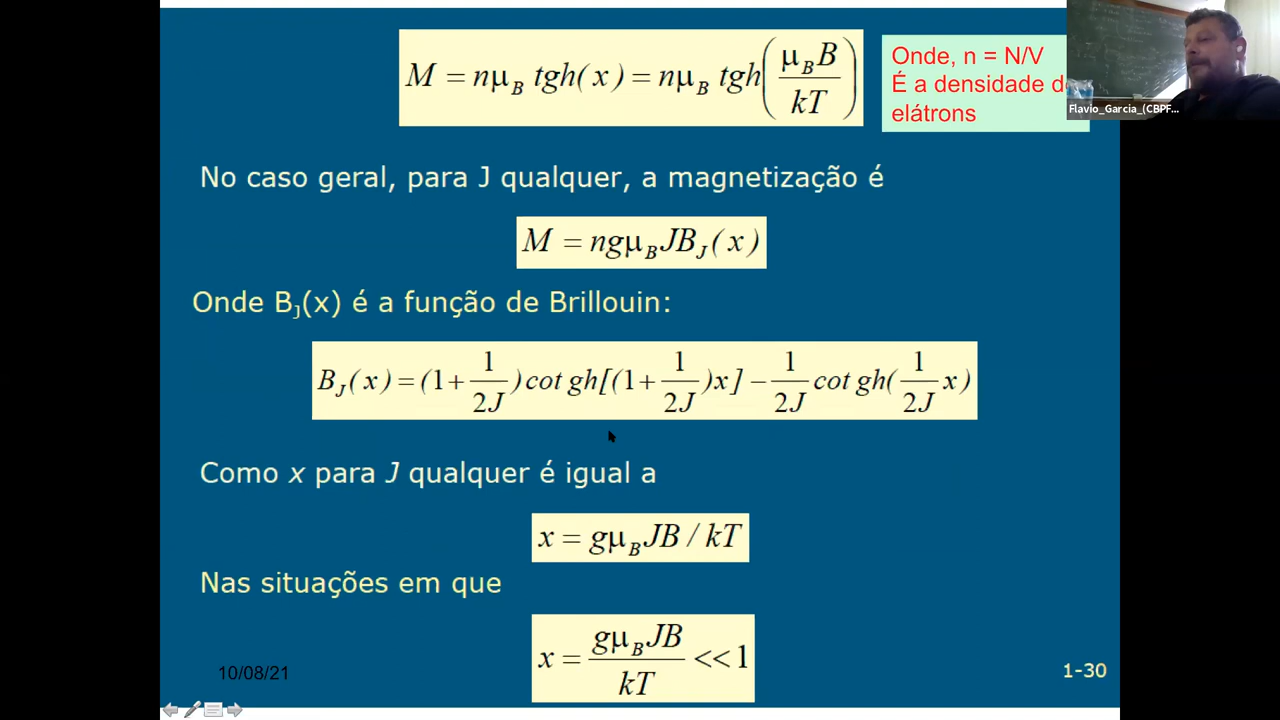 M = nμ_B tgh(x) = nμ_B tgh(μ_B B / kT)
Onde, n = N/V
É a densidade d
elátrons
Flavio_Garcia_(CBPF...
No caso geral, para J qualquer, a magnetização é
M = ngμ_B JB_J(x)
Onde B_J(x) é a função de Brillouin:
B_J(x) = (1 + 1/2J) cot gh[(1 + 1/2J)x] − 1/2J cot gh(1/2J x)
Como x para J qualquer é igual a
x = gμ_B JB / kT
Nas situações em que
x = gμ_B JB / kT << 1
10/08/21
1-30